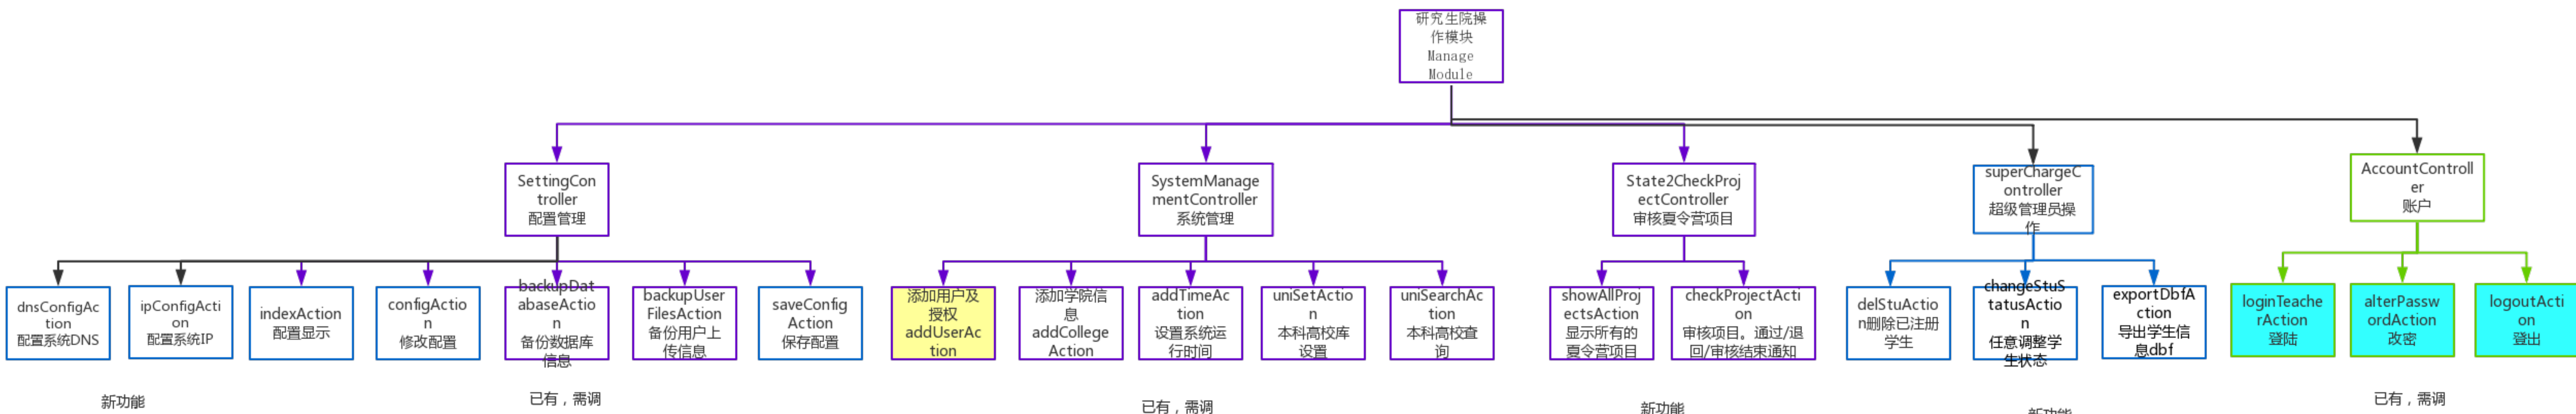 研究生院操
作模块
Manage
Module
SettingCon
troller
配置管理
SystemManage
mentController
系统管理
State2CheckProj
ectController
审核夏令营项目
superChargeC
ontroller
超级管理员操
作
AccountControll
er
账户
dnsConfigAc
tion
配置系统DNS
ipConfigActi
on
配置系统IP
indexAction
配置显示
configActio
n
修改配置
backupDat
abaseActio
n
备份数据库
信息
backupUser
FilesAction
备份用户上
传信息
saveConfig
Action
保存配置
添加用户及
授权
addUserAc
tion
添加学院信
息
addCollege
Action
addTimeAc
tion
设置系统运
行时间
uniSetActio
n
本科高校库
设置
uniSearchAc
tion
本科高校查
询
showAllProj
ectsAction
显示所有的
夏令营项目
checkProjectActi
on
审核项目。通过/退
回/审核结束通知
delStuActio
n删除已注册
学生
changeStuS
tatusActio
n
任意调整学
生状态
exportDbfA
ction
导出学生信
息dbf
loginTeache
rAction
登陆
alterPassw
ordAction
改密
logoutActi
on
登出
新功能
已有，需调
已有，需调
新功能
新功能
已有，需调